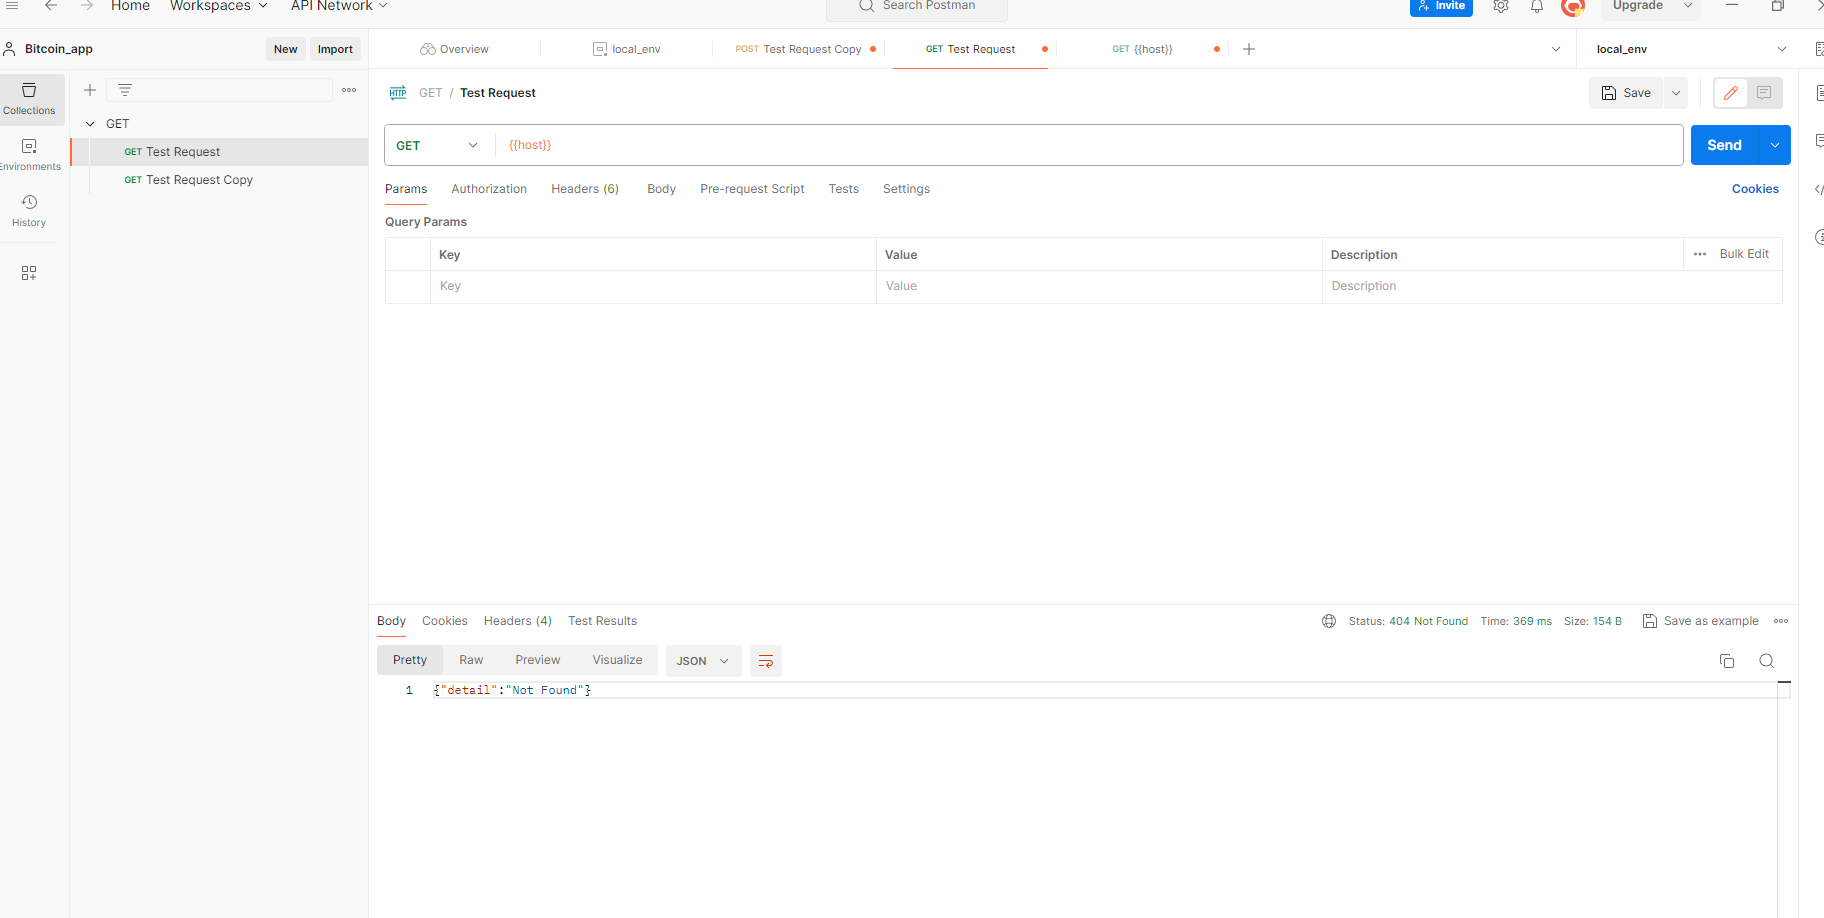 Home Workspaces API Network Search Postman Invite Upgrade
Bitcoin_app New Import Overview local_env POST Test Request Copy GET Test Request GET {{host}} local_env
Collections
GET / Test Request Save
GET
GET {{host}} Send
GET Test Request
Environments
GET Test Request Copy
Params Authorization Headers (6) Body Pre-request Script Tests Settings Cookies
History
Query Params
Key Value Description Bulk Edit
Key Value Description
Body Cookies Headers (4) Test Results Status: 404 Not Found Time: 369 ms Size: 154 B Save as example
Pretty Raw Preview Visualize JSON
1 {"detail":"Not Found"}